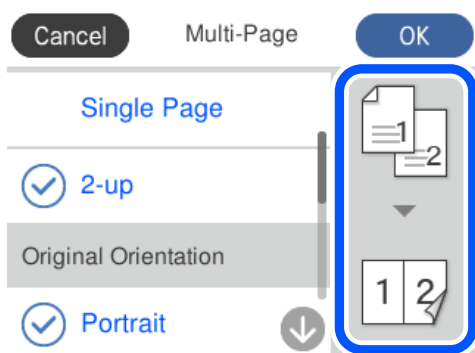 Cancel Multi-Page OK
Single Page
2-up
Original Orientation
Portrait
1
2
1 2